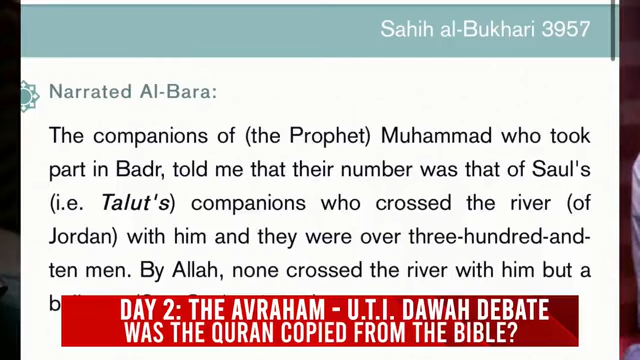 Sahih al-Bukhari 3957
Narrated Al-Bara:
The companions of (the Prophet) Muhammad who took
part in Badr, told me that their number was that of Saul's
(i.e. Talut's) companions who crossed the river (of
Jordan) with him and they were over three-hundred-and-
ten men. By Allah, none crossed the river with him but a
DAY 2: THE AVRAHAM - U.T.I. DAWAH DEBATE
WAS THE QURAN COPIED FROM THE BIBLE?